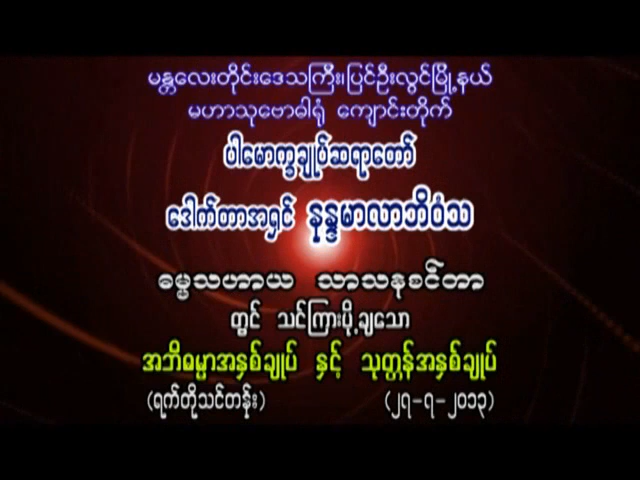 မန္တလေးတိုင်းဒေသကြီး၊ပြင်ဦးလွင်မြို့နယ်
မဟာသုဗောဓါရုံ ကျောင်းတိုက်
ပါမောက္ခချုပ်ဆရာတော်
ဒေါက်တာအရှင် နန္ဒမာလာဘိဝံသ
ဓမ္မသဟာယ သာသနစင်တာ
တွင် သင်ကြားပို့ချသော
အဘိဓမ္မာအနှစ်ချုပ် နှင့် သုတ္တန်အနှစ်ချုပ်
(ရက်တိုသင်တန်း) (၂၇-၇-၂၀၁၃)